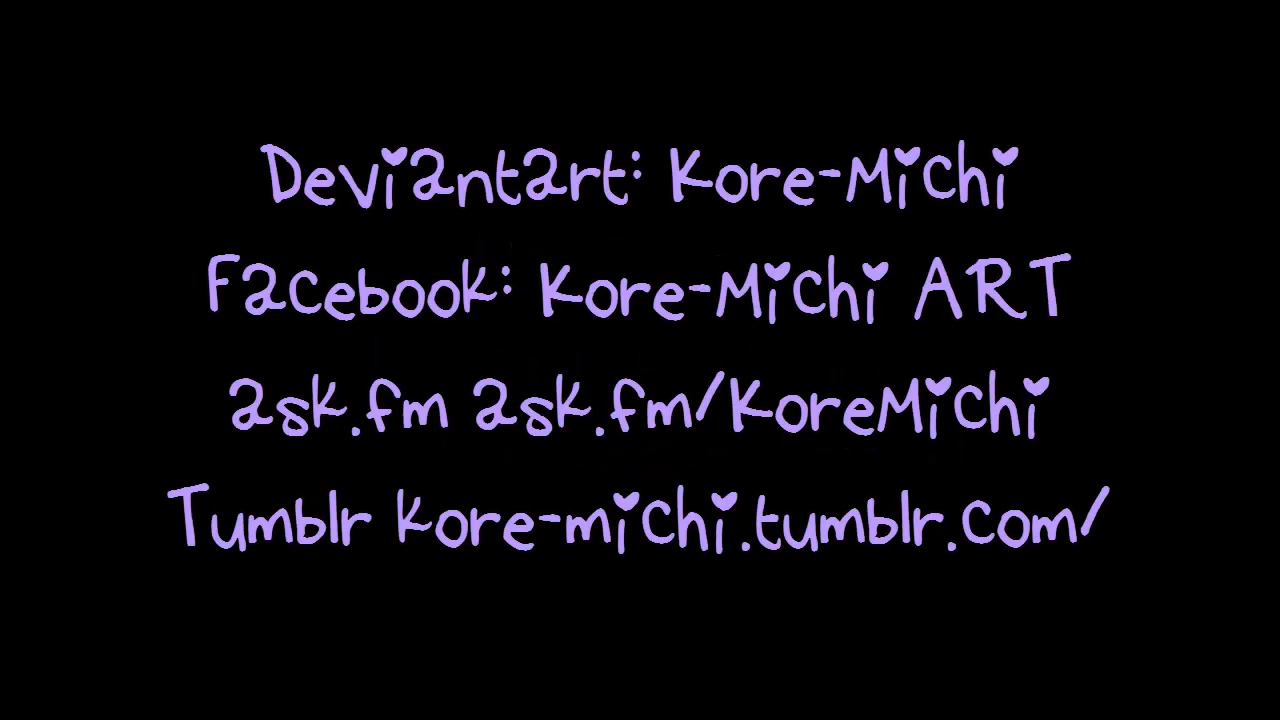 Deviantart: Kore-Michi
Facebook: Kore-Michi ART
ask.fm ask.fm/KoreMichi
Tumblr kore-michi.tumblr.com/